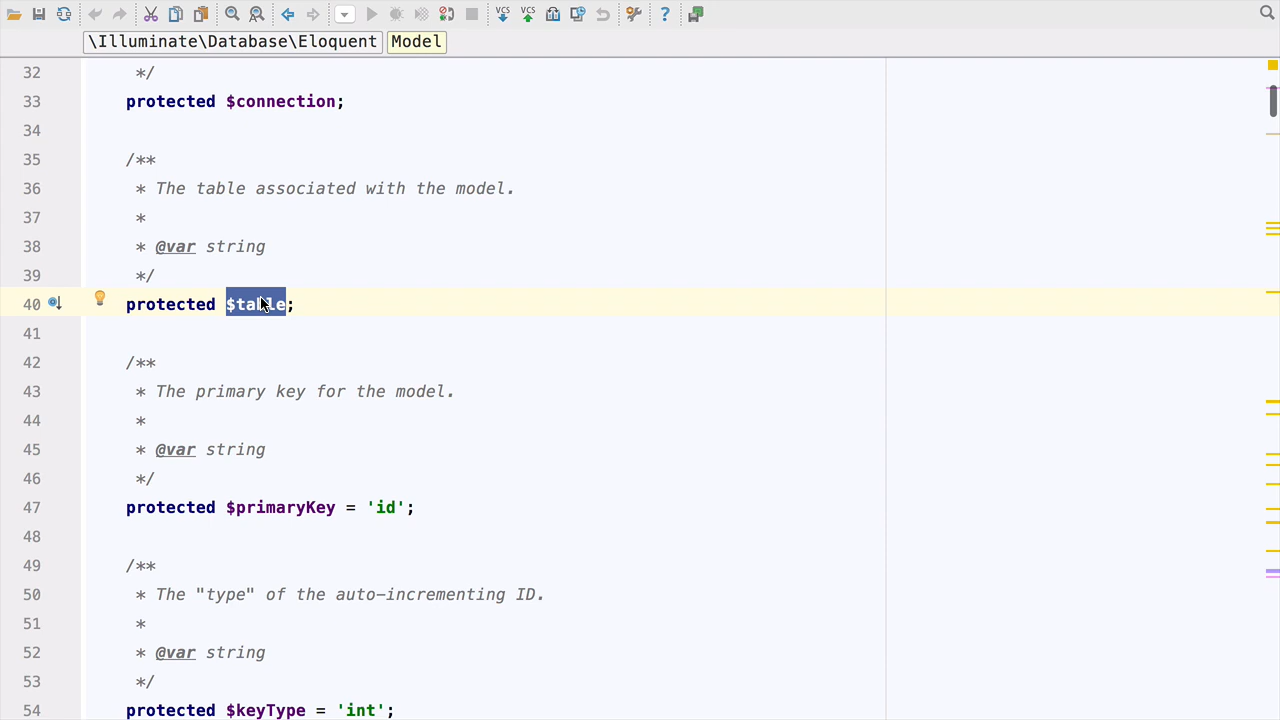 VCS VCS
\Illuminate\Database\Eloquent Model
32 */
33 protected $connection;
34
35 /**
36 * The table associated with the model.
37 *
38 * @var string
39 */
40 protected $table;
41
42 /**
43 * The primary key for the model.
44 *
45 * @var string
46 */
47 protected $primaryKey = 'id';
48
49 /**
50 * The "type" of the auto-incrementing ID.
51 *
52 * @var string
53 */
54 protected $keyType = 'int';